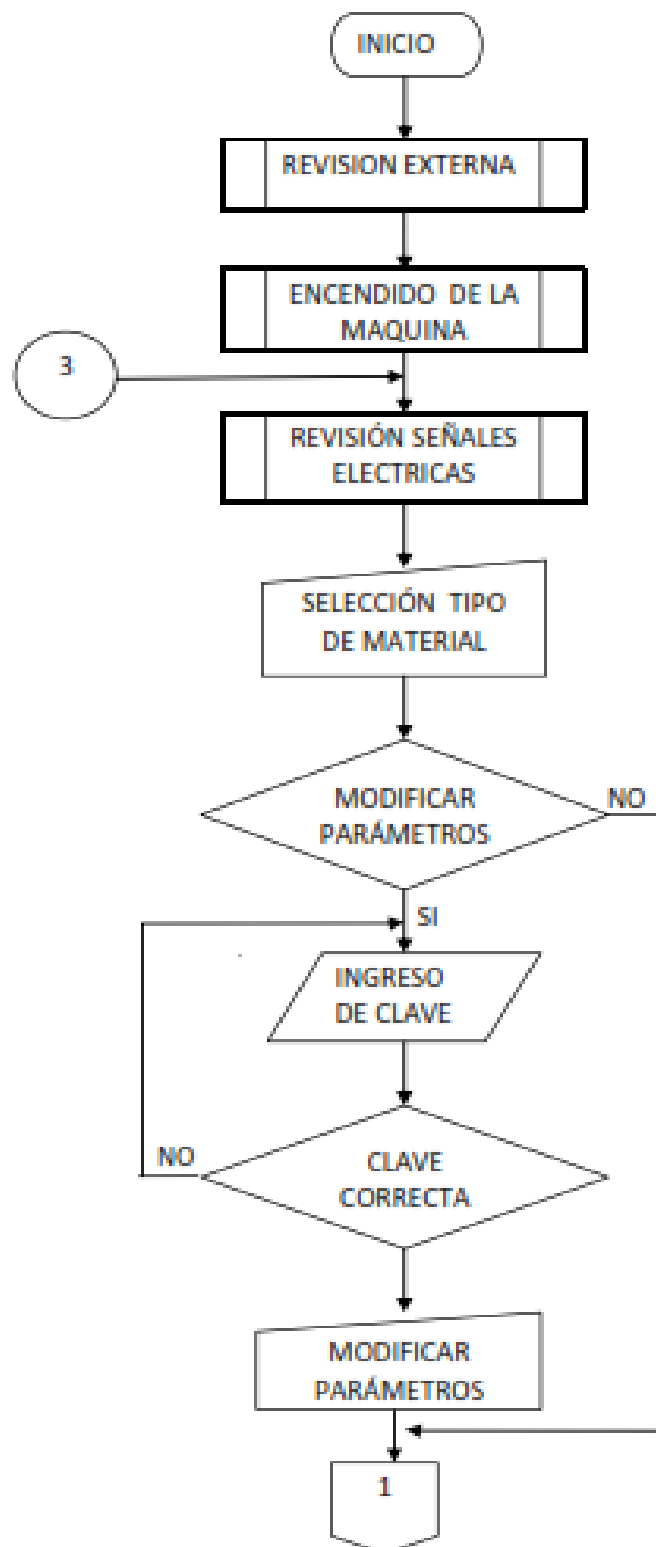 INICIO
REVISION EXTERNA
ENCENDIDO DE LA
MAQUINA
3
REVISIÓN SEÑALES
ELECTRICAS
SELECCIÓN TIPO
DE MATERIAL
MODIFICAR
PARÁMETROS
NO
SI
INGRESO
DE CLAVE
NO
CLAVE
CORRECTA
MODIFICAR
PARÁMETROS
1